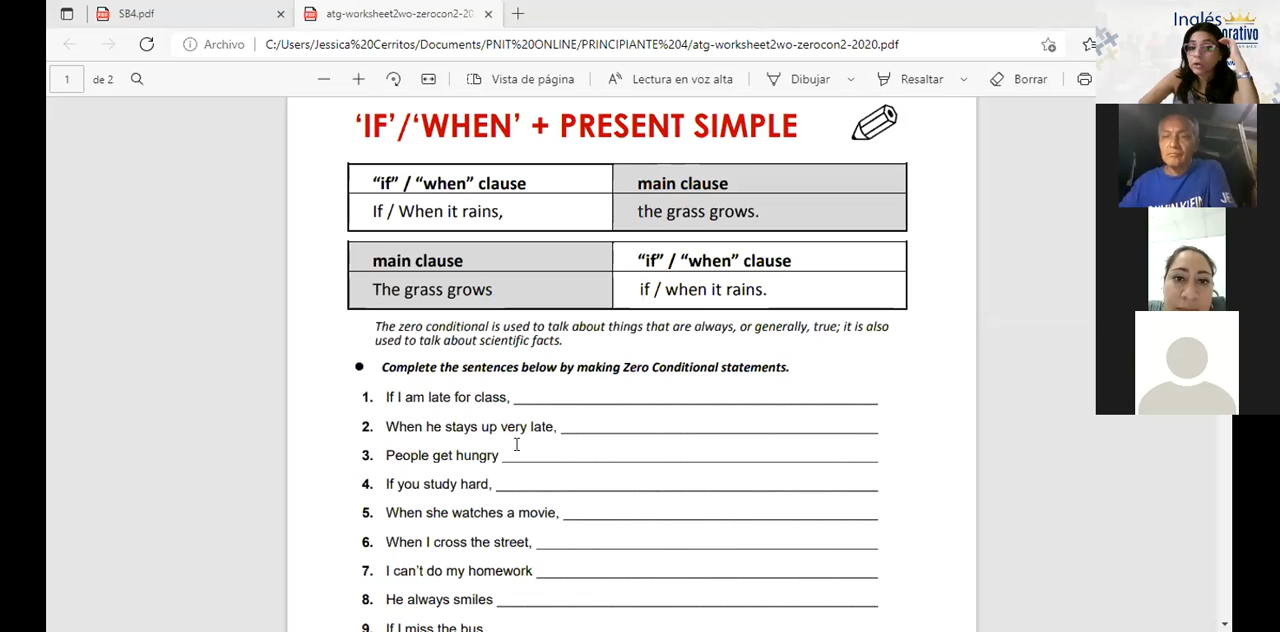 SB4.pdf
atg-worksheet2wo-zerocon2-20
Archivo
C:/Users/Jessica%20Cerritos/Documents/PNIT%20ONLINE/PRINCIPIANTE%204/atg-worksheet2wo-zerocon2-2020.pdf
1
de 2
Vista de página
Lectura en voz alta
Dibujar
Resaltar
Borrar
Inglés
‘IF’/‘WHEN’ + PRESENT SIMPLE
“if” / “when” clause
main clause
If / When it rains,
the grass grows.
main clause
“if” / “when” clause
The grass grows
if / when it rains.
The zero conditional is used to talk about things that are always, or generally, true; it is also
used to talk about scientific facts.
Complete the sentences below by making Zero Conditional statements.
1. If I am late for class,
2. When he stays up very late,
3. People get hungry
4. If you study hard,
5. When she watches a movie,
6. When I cross the street,
7. I can’t do my homework
8. He always smiles
9. If I miss the bus